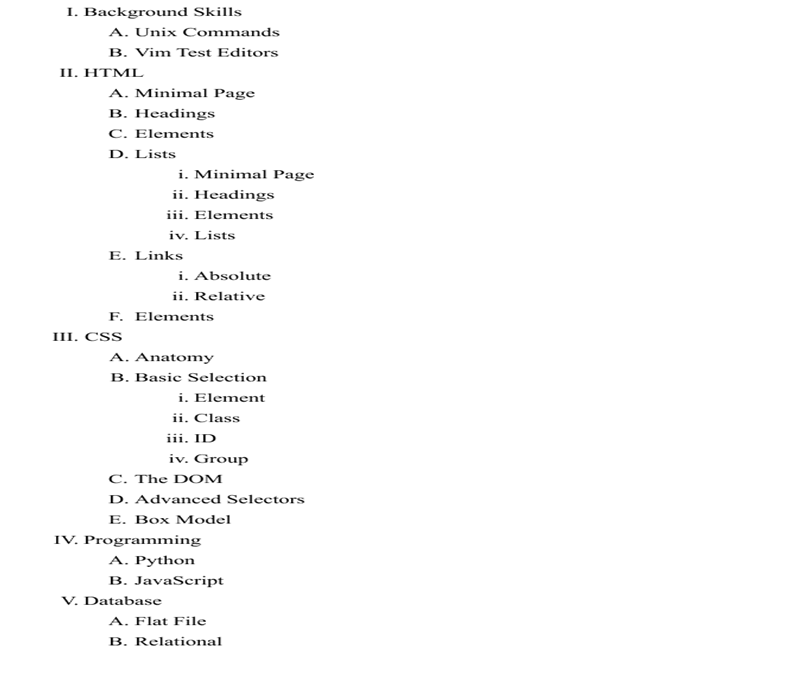 I. Background Skills
A. Unix Commands
B. Vim Test Editors
II. HTML
A. Minimal Page
B. Headings
C. Elements
D. Lists
i. Minimal Page
ii. Headings
iii. Elements
iv. Lists
E. Links
i. Absolute
ii. Relative
F. Elements
III. CSS
A. Anatomy
B. Basic Selection
i. Element
ii. Class
iii. ID
iv. Group
C. The DOM
D. Advanced Selectors
E. Box Model
IV. Programming
A. Python
B. JavaScript
V. Database
A. Flat File
B. Relational